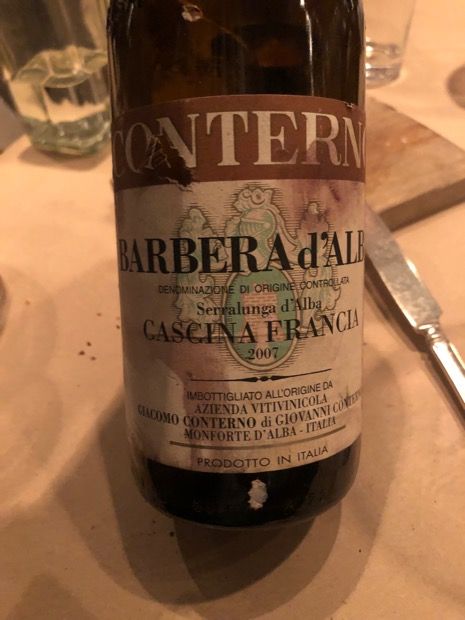 CONTERNO
BARBERA d'ALB
DENOMINAZIONE DI ORIGINE CONTROLLATA
Serralunga d'Alba
CASCINA FRANCIA
2007
IMBOTTIGLIATO ALL'ORIGINE DA
AZIENDA VITIVINICOLA
GIACOMO CONTERNO di GIOVANNI CONTERN
MONFORTE D'ALBA - ITALIA
PRODOTTO IN ITALIA